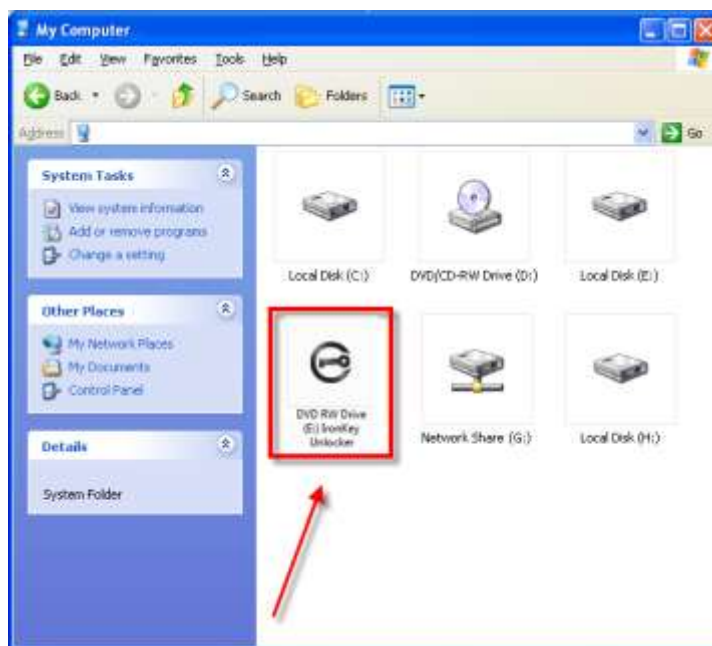 My Computer
File Edit View Favorites Tools Help
Back Search Folders
Address Go
System Tasks
View system information
Add or remove programs
Change a setting
Other Places
My Network Places
My Documents
Control Panel
Details
System Folder
Local Disk (C:)
DVD/CD-RW Drive (D:)
Local Disk (E:)
DVD RW Drive
(E:) IronKey
Unlocker
Network Share (G:)
Local Disk (H:)